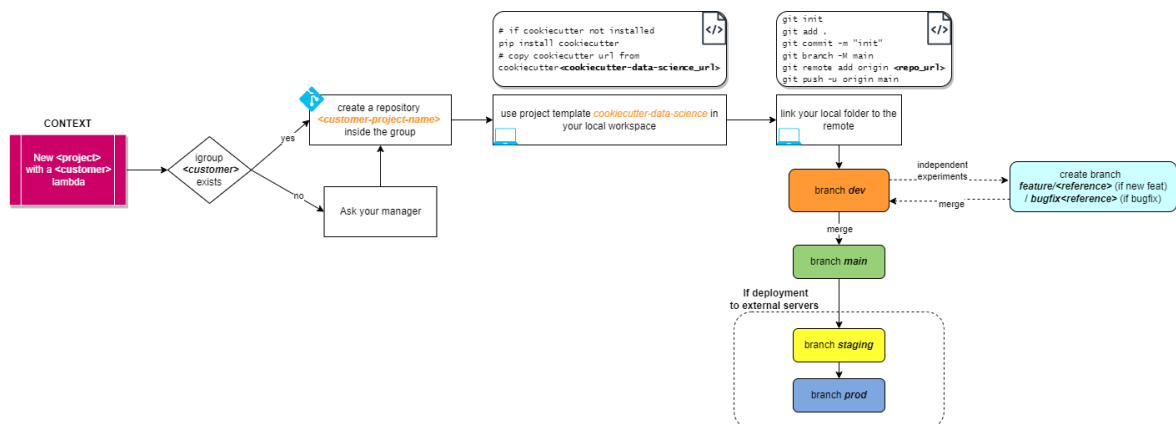 CONTEXT
New <project>
with a <customer>
lambda
igroup
<customer>
exists
yes
no
create a repository
<customer-project-name>
inside the group
Ask your manager
# if cookiecutter not installed
pip install cookiecutter
# copy cookiecutter url from
cookiecutter<cookiecutter-data-science_url>
</>
use project template cookiecutter-data-science in
your local workspace
git init
git add .
git commit -m "init"
git branch -M main
git remote add origin <repo_url>
git push -u origin main
</>
link your local folder to the
remote
branch dev
independent
experiments
merge
create branch
feature/<reference> (if new feat)
/ bugfix<reference> (if bugfix)
merge
branch main
If deployment
to external servers
branch staging
branch prod